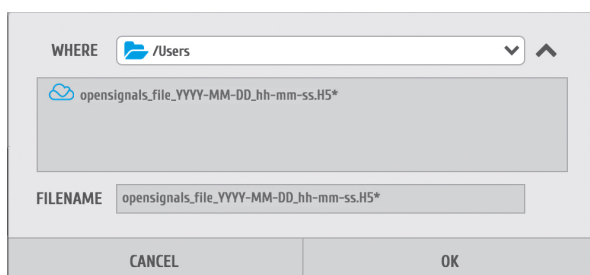 WHERE /Users
opensignals_file_YYYY-MM-DD_hh-mm-ss.H5*
FILENAME opensignals_file_YYYY-MM-DD_hh-mm-ss.H5*
CANCEL OK